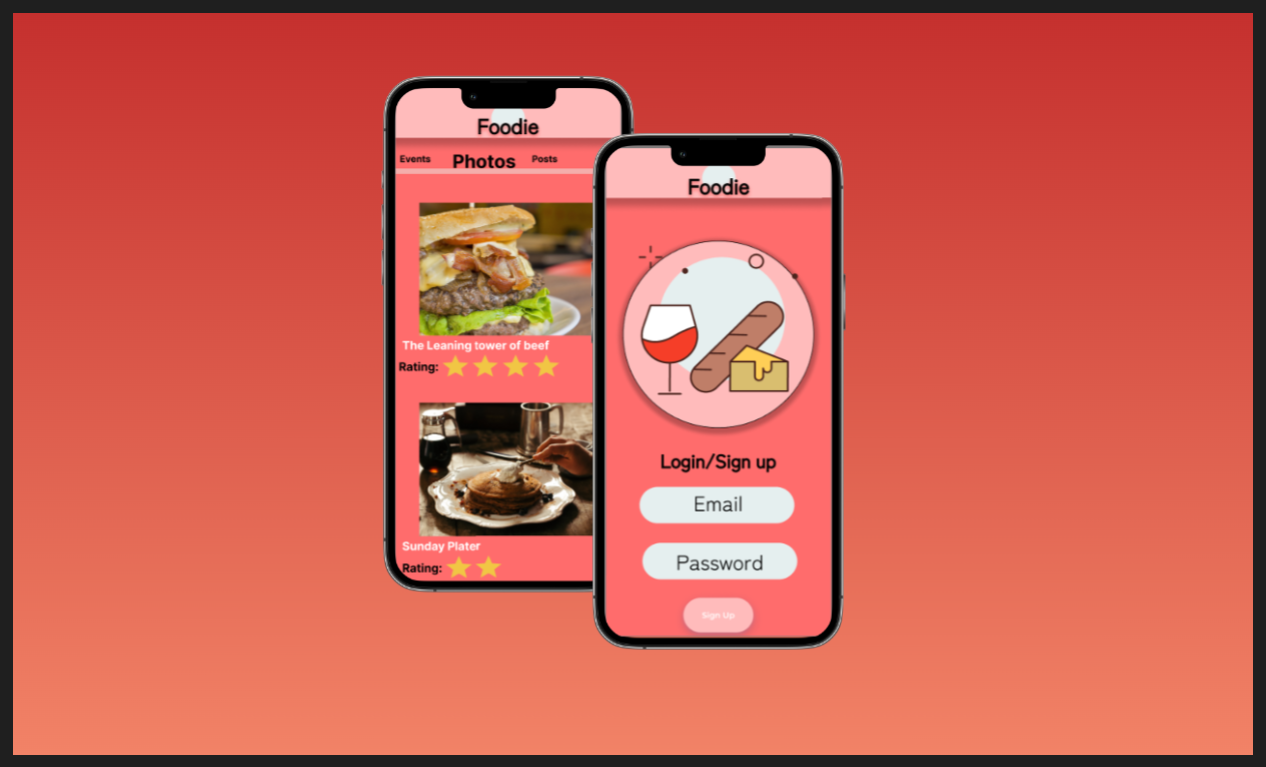 Foodie
Events Photos Posts
The Leaning tower of beef
Rating:
Sunday Plater
Rating:
Foodie
Login/Sign up
Email
Password
Sign Up